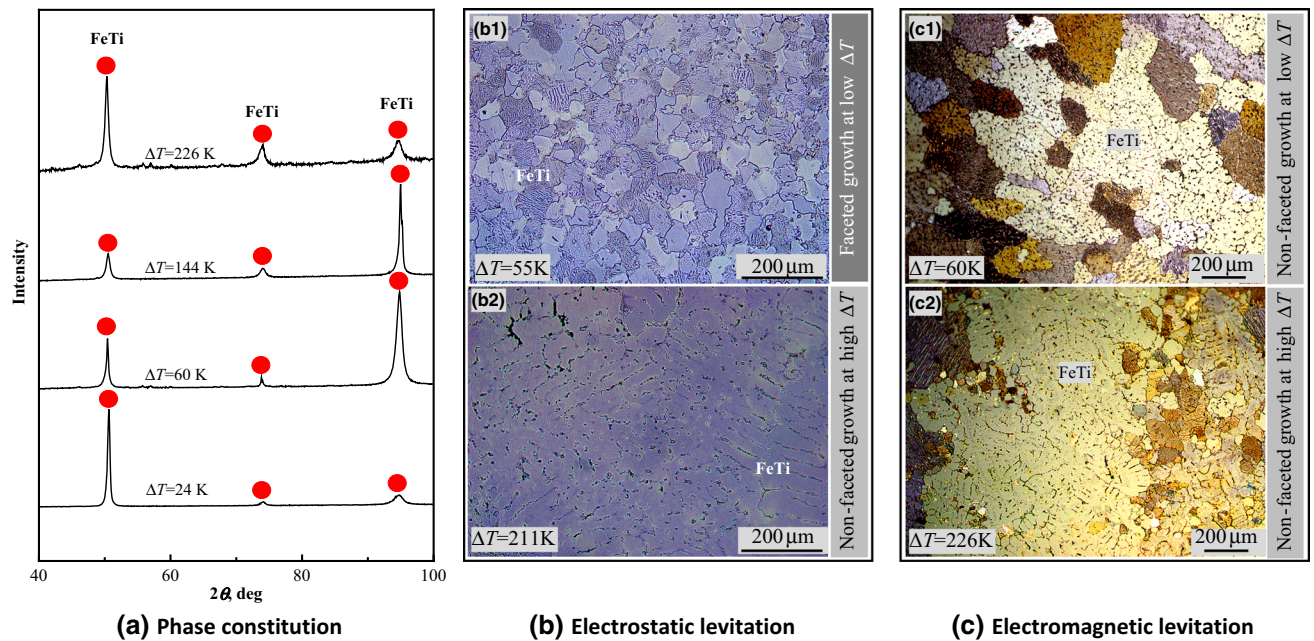 FeTi
FeTi
FeTi
ΔT=226 K
ΔT=144 K
ΔT=60 K
ΔT=24 K
Intensity
40 60 80 100
2θ, deg
(a) Phase constitution
(b1)
FeTi
ΔT=55K
200 μm
Faceted growth at low ΔT
(b2)
FeTi
ΔT=211K
200 μm
Non-faceted growth at high ΔT
(b) Electrostatic levitation
(c1)
FeTi
ΔT=60K
200 μm
Non-faceted growth at low ΔT
(c2)
FeTi
ΔT=226K
200 μm
Non-faceted growth at high ΔT
(c) Electromagnetic levitation